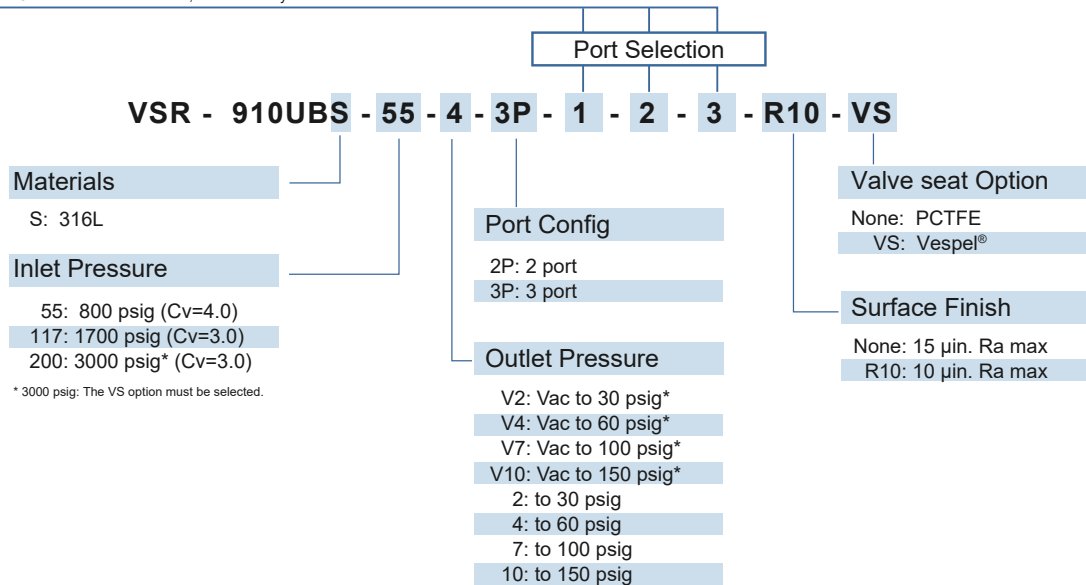 Port Selection
VSR - 910UBS - 55 - 4 - 3P - 1 - 2 - 3 - R10 - VS
Materials
S: 316L
Inlet Pressure
55: 800 psig (Cv=4.0)
117: 1700 psig (Cv=3.0)
200: 3000 psig* (Cv=3.0)
* 3000 psig: The VS option must be selected.
Port Config
2P: 2 port
3P: 3 port
Outlet Pressure
V2: Vac to 30 psig*
V4: Vac to 60 psig*
V7: Vac to 100 psig*
V10: Vac to 150 psig*
2: to 30 psig
4: to 60 psig
7: to 100 psig
10: to 150 psig
Valve seat Option
None: PCTFE
VS: Vespel®
Surface Finish
None: 15 µin. Ra max
R10: 10 µin. Ra max